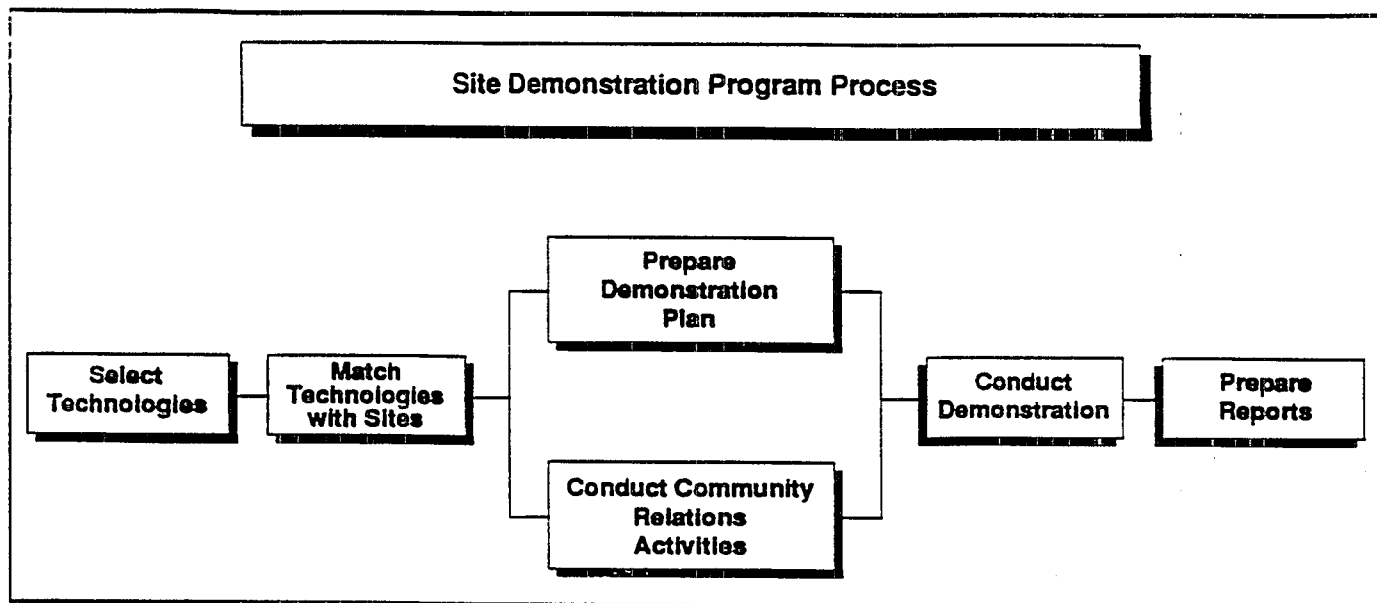 Site Demonstration Program Process
Prepare
Demonstration
Plan
Select
Technologies
Match
Technologies
with Sites
Conduct
Demonstration
Prepare
Reports
Conduct Community
Relations
Activities